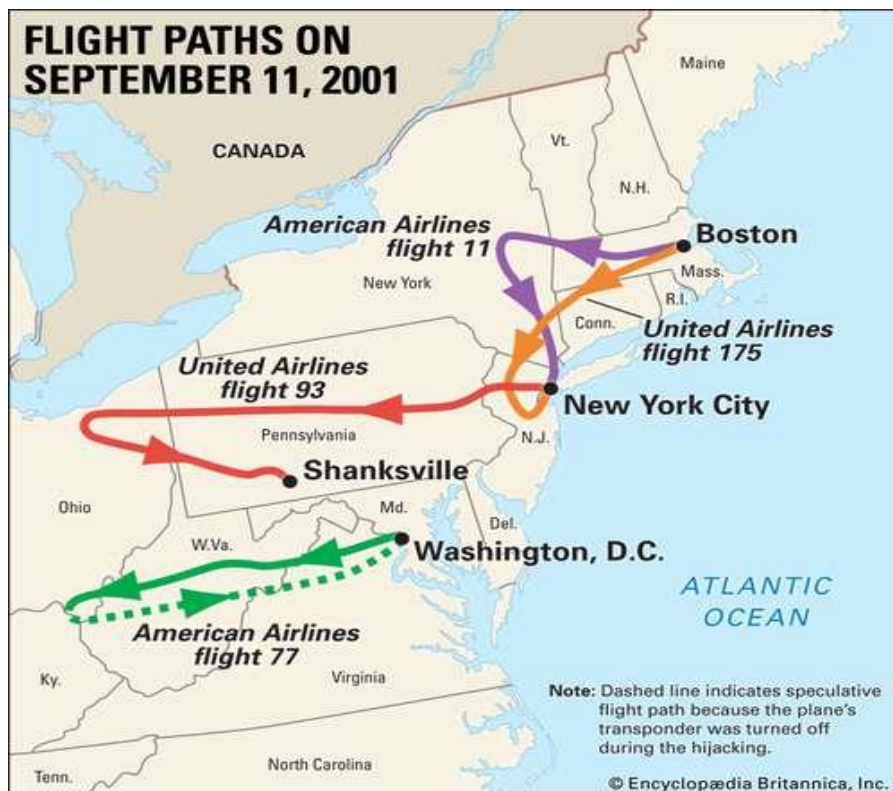 FLIGHT PATHS ON
SEPTEMBER 11, 2001
Maine
CANADA
Vt.
N.H.
American Airlines
flight 11
Boston
Mass.
New York
R.I.
Conn.
United Airlines
flight 175
United Airlines
flight 93
New York City
Pennsylvania
N.J.
Shanksville
Ohio
Md.
Del.
W.Va.
Washington, D.C.
ATLANTIC
OCEAN
American Airlines
flight 77
Ky.
Virginia
Note: Dashed line indicates speculative
flight path because the plane's
transponder was turned off
during the hijacking.
North Carolina
Tenn.
© Encyclopædia Britannica, Inc.